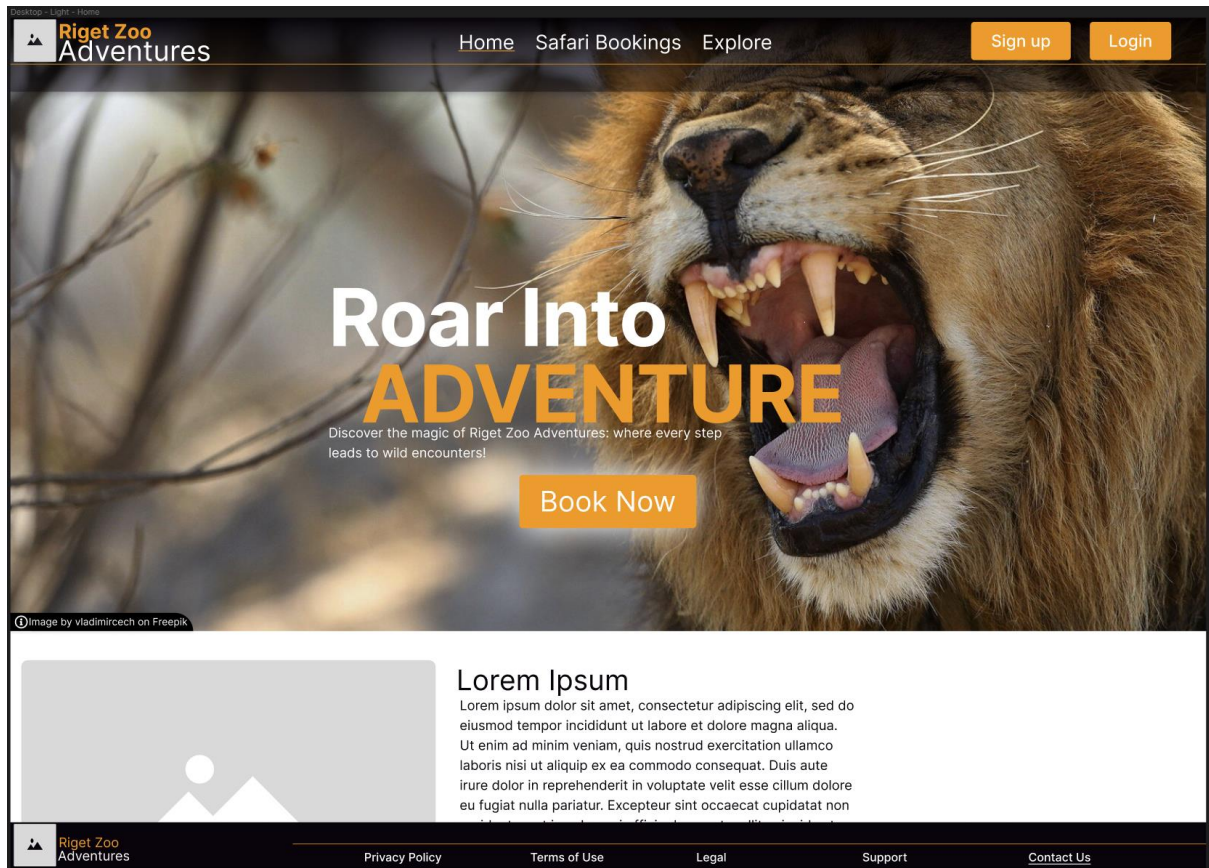 Desktop - Light - Home
Riget Zoo
Adventures
Home Safari Bookings Explore
Sign up Login
Roar Into
ADVENTURE
Discover the magic of Riget Zoo Adventures: where every step
leads to wild encounters!
Book Now
Image by vladimircech on Freepik
Lorem Ipsum
Lorem ipsum dolor sit amet, consectetur adipiscing elit, sed do
eiusmod tempor incididunt ut labore et dolore magna aliqua.
Ut enim ad minim veniam, quis nostrud exercitation ullamco
laboris nisi ut aliquip ex ea commodo consequat. Duis aute
irure dolor in reprehenderit in voluptate velit esse cillum dolore
eu fugiat nulla pariatur. Excepteur sint occaecat cupidatat non
Riget Zoo
Adventures
Privacy Policy Terms of Use Legal Support Contact Us